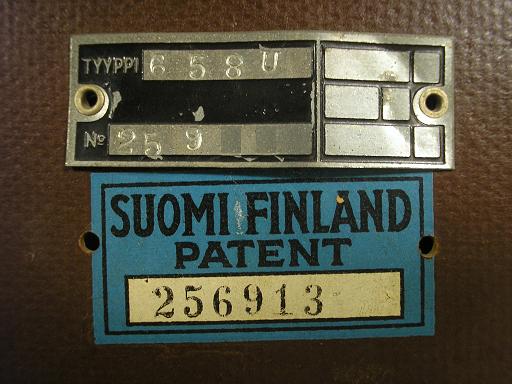 TYYPPI 658U
No 259
SUOMI FINLAND
PATENT
256913